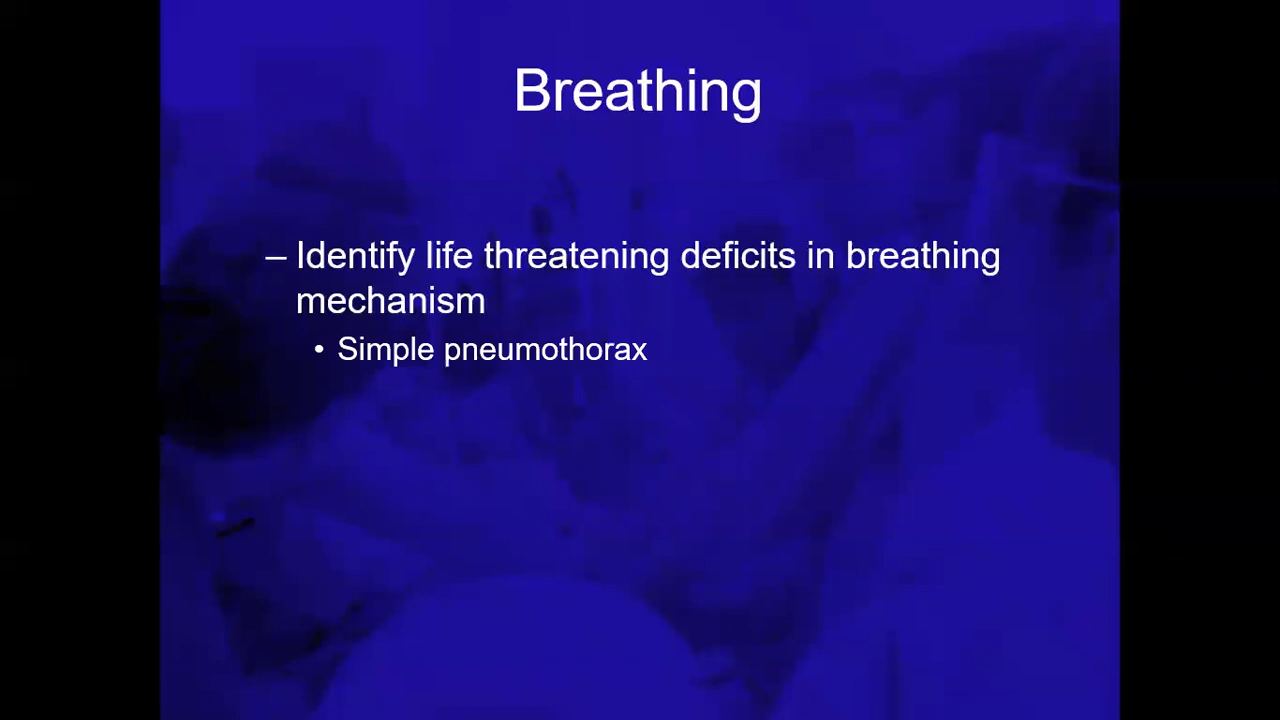 Breathing
– Identify life threatening deficits in breathing
mechanism
• Simple pneumothorax